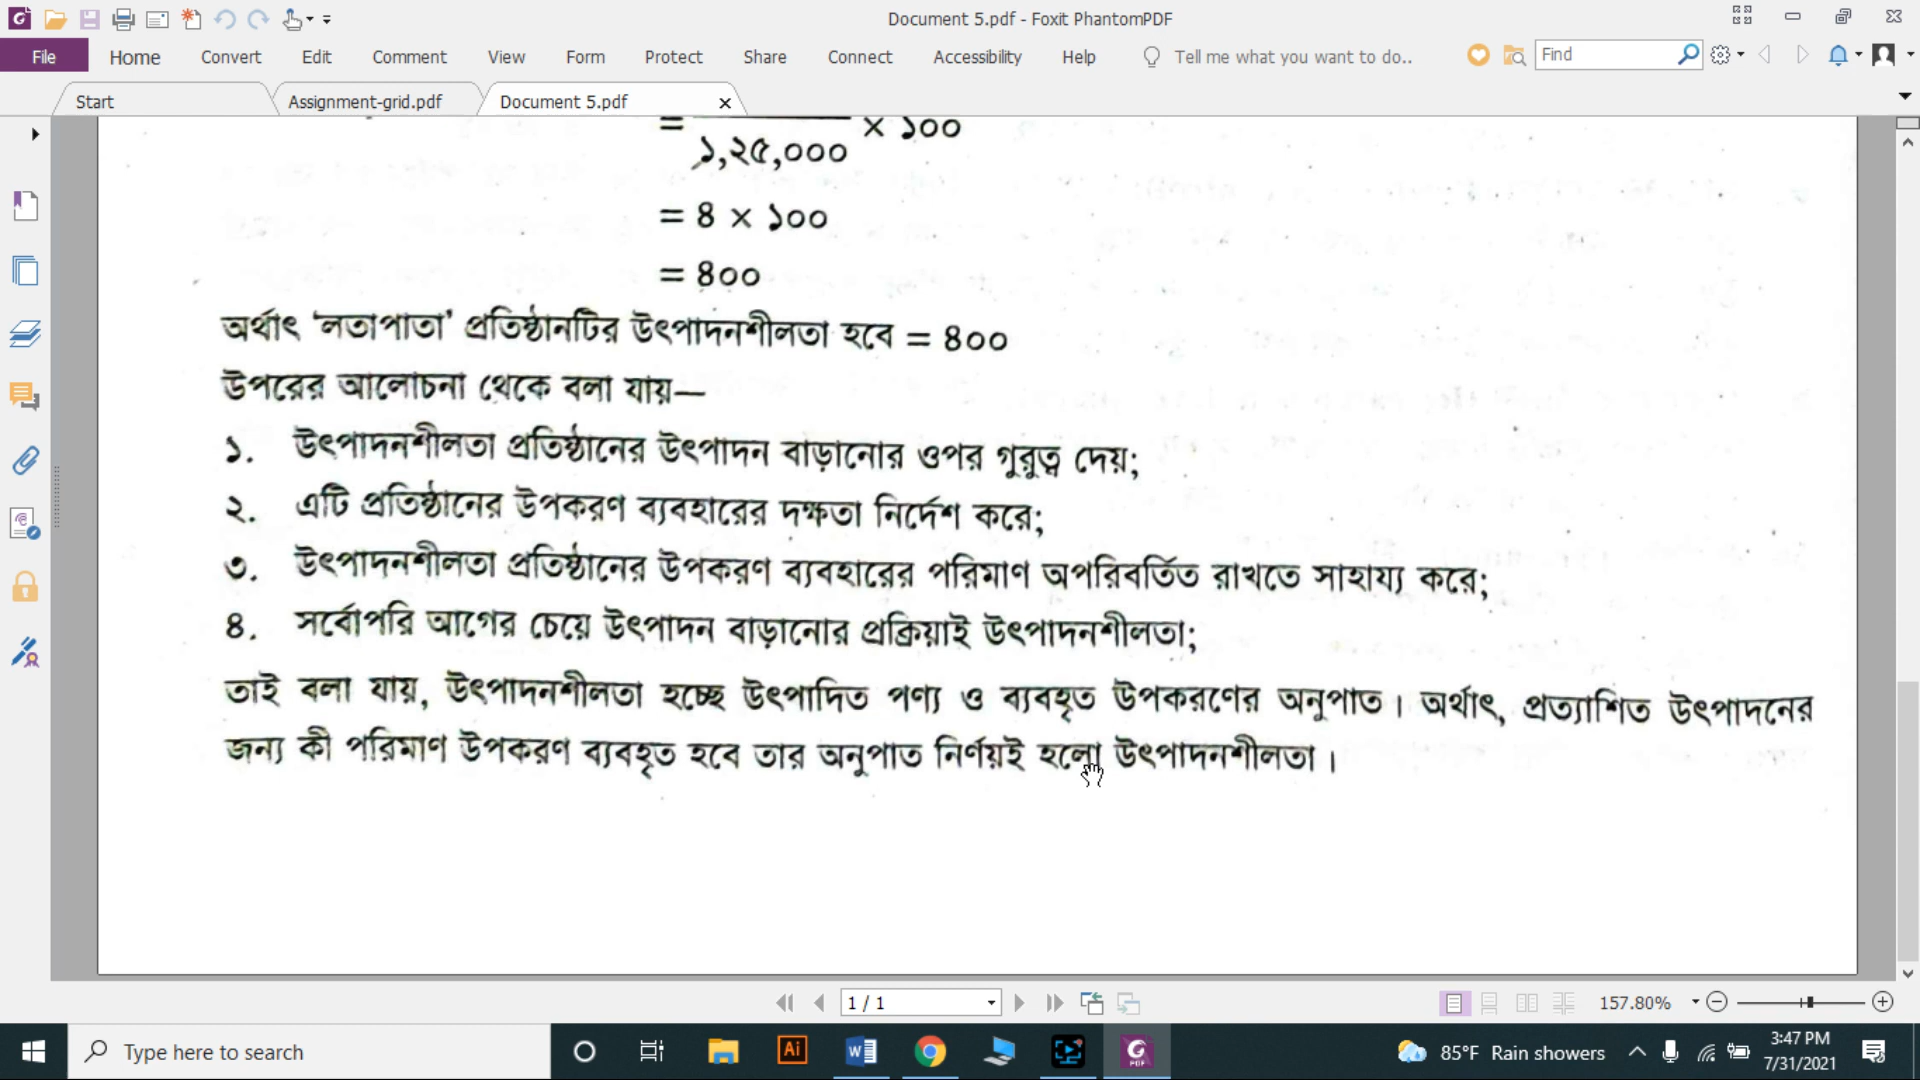 Document 5.pdf - Foxit PhantomPDF
File Home Convert Edit Comment View Form Protect Share Connect Accessibility Help Tell me what you want to do.. Find
Start Assignment-grid.pdf Document 5.pdf
= × ১০০
১,২৫,০০০
= ৪ × ১০০
= ৪০০
অর্থাৎ ‘লতাপাতা’ প্রতিষ্ঠানটির উৎপাদনশীলতা হবে = ৪০০
উপরের আলোচনা থেকে বলা যায়—
১. উৎপাদনশীলতা প্রতিষ্ঠানের উৎপাদন বাড়ানোর ওপর গুরুত্ব দেয়;
২. এটি প্রতিষ্ঠানের উপকরণ ব্যবহারের দক্ষতা নির্দেশ করে;
৩. উৎপাদনশীলতা প্রতিষ্ঠানের উপকরণ ব্যবহারের পরিমাণ অপরিবর্তিত রাখতে সাহায্য করে;
৪. সর্বোপরি আগের চেয়ে উৎপাদন বাড়ানোর প্রক্রিয়াই উৎপাদনশীলতা;
তাই বলা যায়, উৎপাদনশীলতা হচ্ছে উৎপাদিত পণ্য ও ব্যবহৃত উপকরণের অনুপাত। অর্থাৎ, প্রত্যাশিত উৎপাদনের
জন্য কী পরিমাণ উপকরণ ব্যবহৃত হবে তার অনুপাত নির্ণয়ই হলো উৎপাদনশীলতা।
1 / 1 157.80%
Type here to search Ai 85°F Rain showers 3:47 PM
7/31/2021